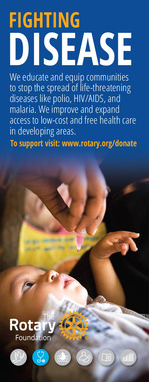 FIGHTING
DISEASE
We educate and equip communities
to stop the spread of life-threatening
diseases like polio, HIV/AIDS, and
malaria. We improve and expand
access to low-cost and free health care
in developing areas.
To support visit: www.rotary.org/donate
The
Rotary
Foundation